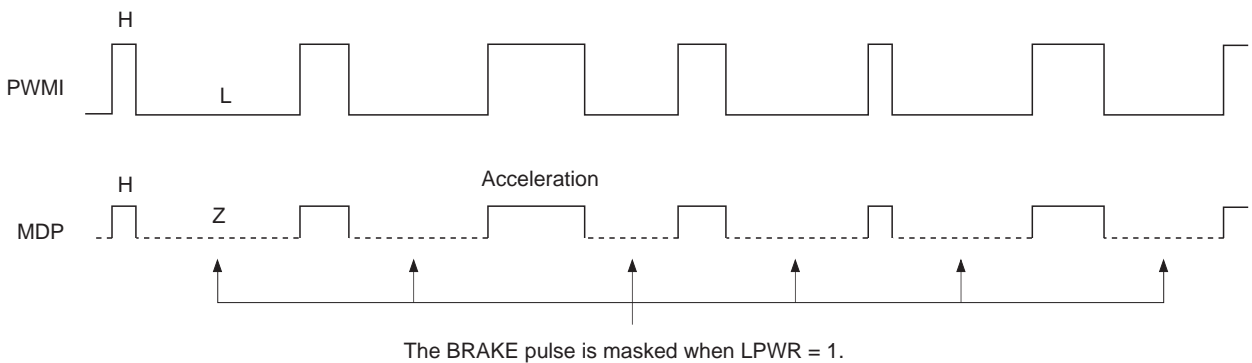 H
PWMI
L
H
Acceleration
MDP
Z
The BRAKE pulse is masked when LPWR = 1.